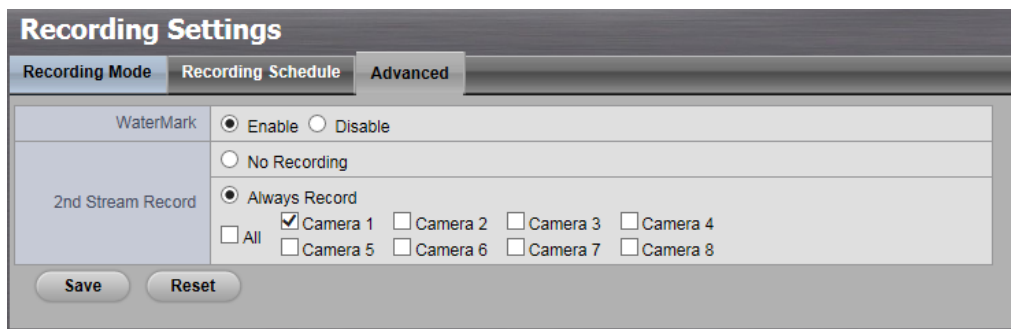 Recording Settings
Recording Mode Recording Schedule Advanced
WaterMark Enable Disable
No Recording
2nd Stream Record Always Record
All Camera 1 Camera 2 Camera 3 Camera 4
Camera 5 Camera 6 Camera 7 Camera 8
Save Reset